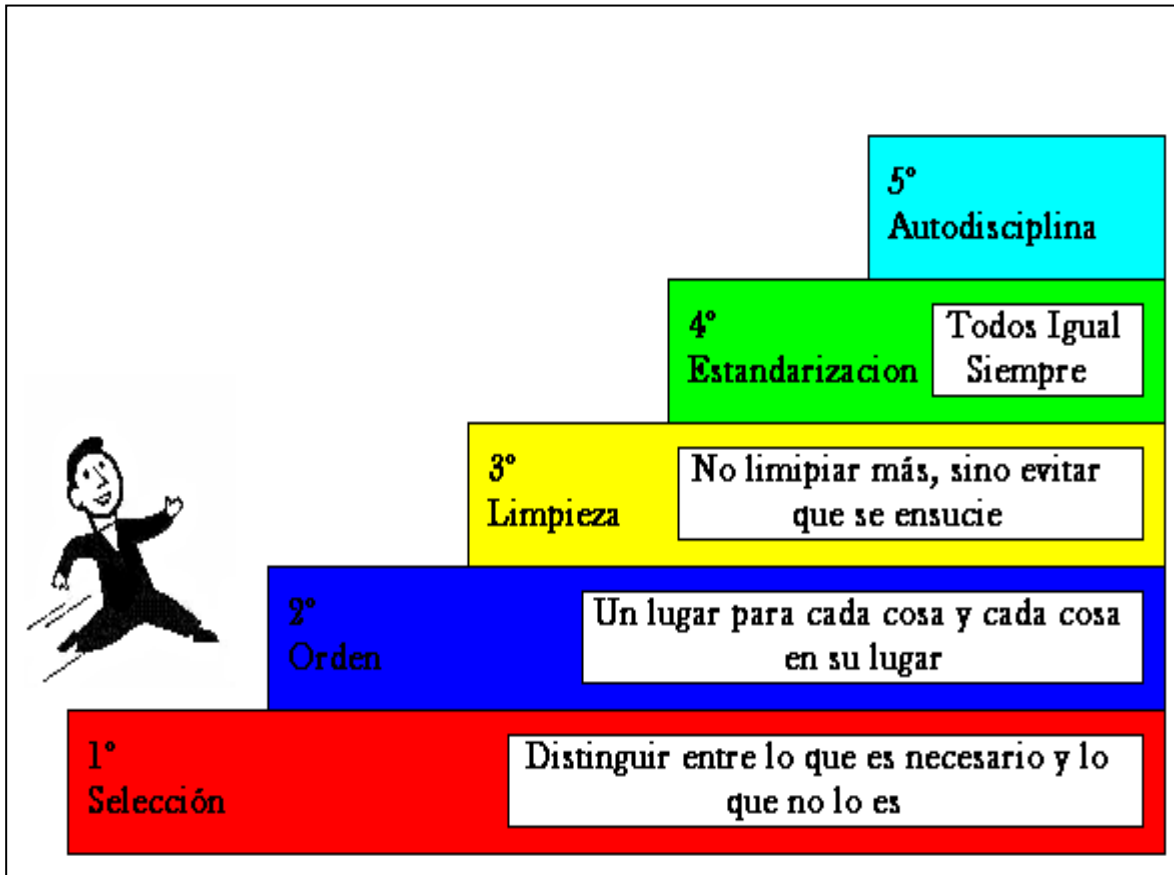 5º
Autodisciplina
4º
Estandarizacion
Todos Igual
Siempre
3º
Limpieza
No limipiar más, sino evitar
que se ensucie
2º
Orden
Un lugar para cada cosa y cada cosa
en su lugar
1º
Selección
Distinguir entre lo que es necesario y lo
que no lo es